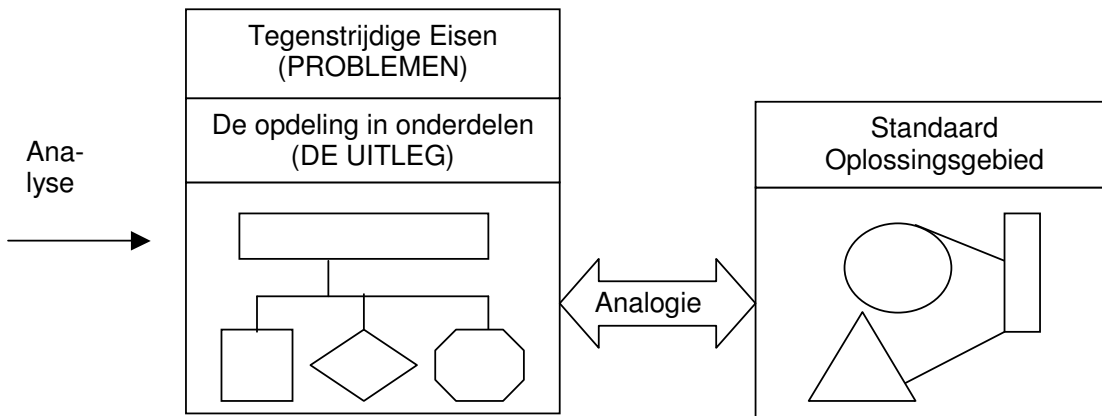 Ana-
lyse
Tegenstrijdige Eisen
(PROBLEMEN)
De opdeling in onderdelen
(DE UITLEG)
Analogie
Standaard
Oplossingsgebied